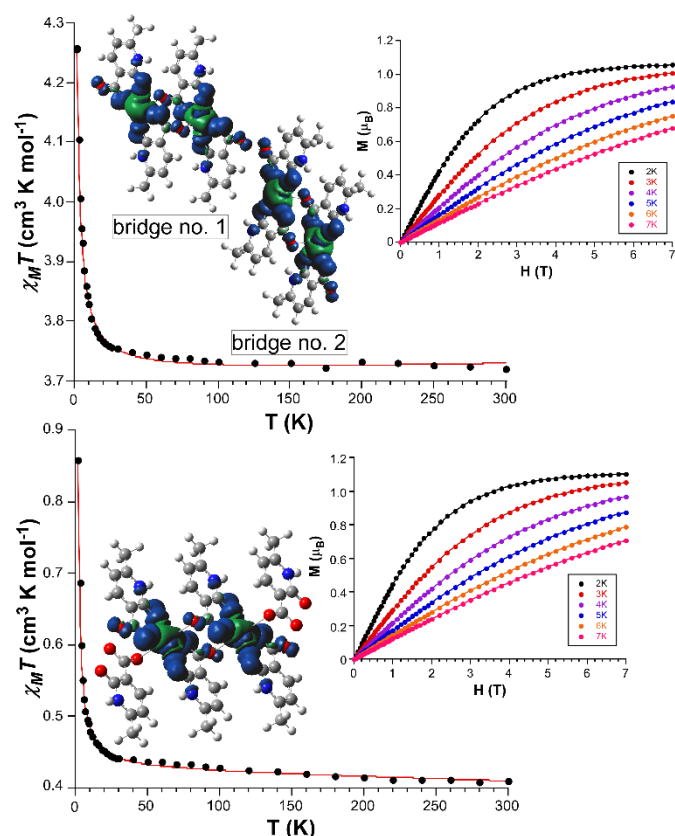 4.3
4.2
4.1
4.0
3.9
3.8
3.7
χMT (cm³ K mol⁻¹)
0
50
100
150
200
250
300
T (K)
bridge no. 1
bridge no. 2
1.2
1.0
0.8
0.6
0.4
0.2
0.0
M (μB)
0
1
2
3
4
5
6
7
H (T)
2K
3K
4K
5K
6K
7K
0.9
0.8
0.7
0.6
0.5
0.4
χMT (cm³ K mol⁻¹)
0
50
100
150
200
250
300
T (K)
1.2
1.0
0.8
0.6
0.4
0.2
0.0
M (μB)
0
1
2
3
4
5
6
7
H (T)
2K
3K
4K
5K
6K
7K